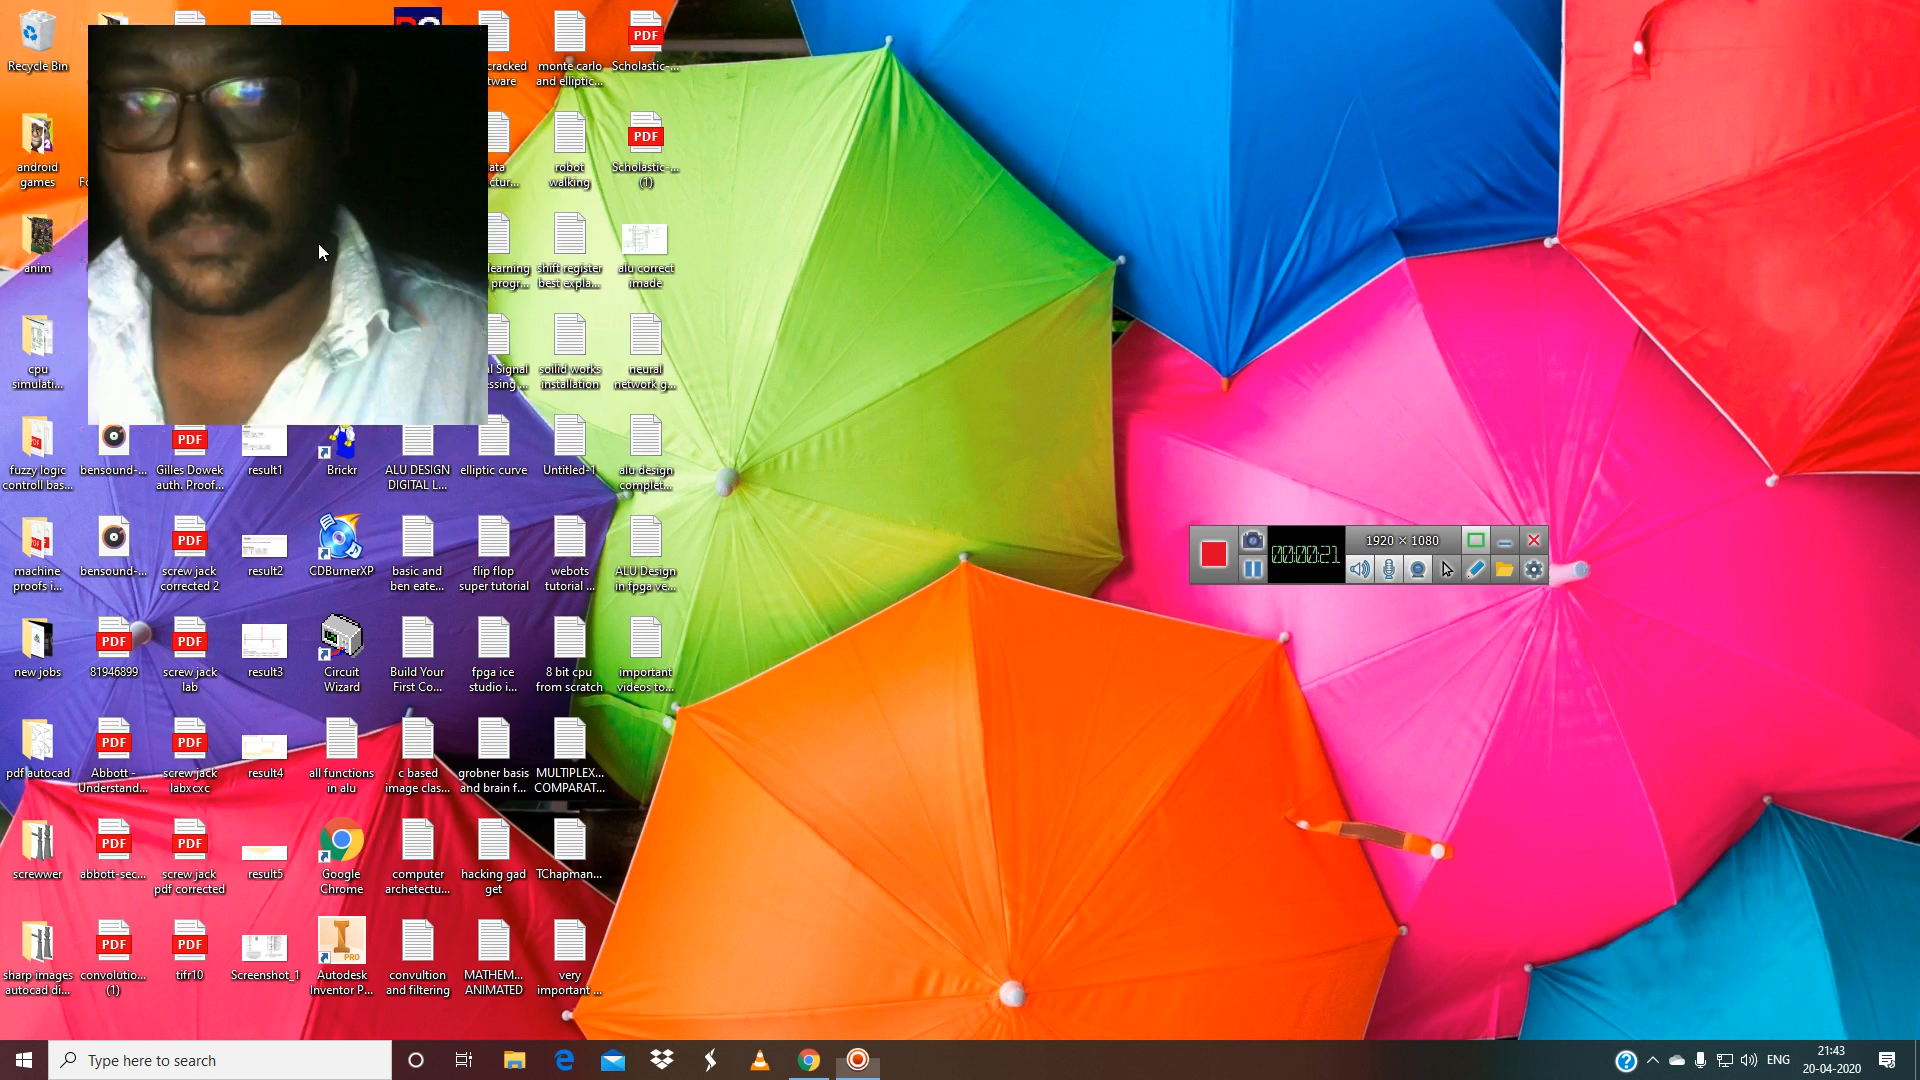 Recycle Bin
android
games
anim
cpu
simulati...
fuzzy logic
controll bas...
machine
proofs i...
new jobs
pdf autocad
screwwer
sharp images
autocad di...
bensound-...
bensound-...
PDF
81946899
PDF
Abbott -
Understand...
PDF
abbott-sec...
PDF
convolutio...
(1)
PDF
Gilles Dowek
auth. Proof...
PDF
screw jack
corrected 2
PDF
screw jack
lab
PDF
screw jack
labxcxc
PDF
screw jack
pdf corrected
PDF
tifr10
result1
result2
result3
result4
result5
Screenshot_1
Brickr
CDBurnerXP
Circuit
Wizard
all functions
in alu
Google
Chrome
PRO
Autodesk
Inventor P...
ALU DESIGN
DIGITAL L...
basic and
ben eate...
Build Your
First Co...
c based
image clas...
computer
archetectu...
convultion
and filtering
cracked
tware
ata
ctur...
learning
progr...
l Signal
essing ...
elliptic curve
flip flop
super tutorial
fpga ice
studio i...
grobner basis
and brain f...
hacking gad
get
MATHEM...
ANIMATED
monte carlo
and elliptic...
robot
walking
shift register
best expla...
soilid works
installation
Untitled-1
webots
tutorial ...
8 bit cpu
from scratch
MULTIPLEX...
COMPARAT...
TChapman...
very
important ...
PDF
Scholastic-...
PDF
Scholastic-...
(1)
alu correct
imade
neural
network g...
alu design
complet...
ALU Design
in fpga ve...
important
videos to...
1920 × 1080
00:00:21
Type here to search
ENG
21:43
20-04-2020